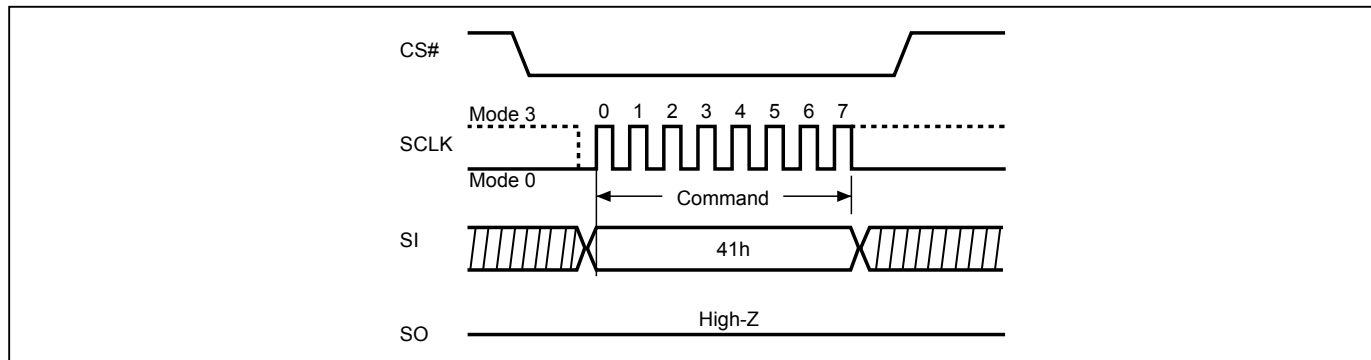 CS#
Mode 3
0 1 2 3 4 5 6 7
SCLK
Mode 0
Command
SI
41h
High-Z
SO